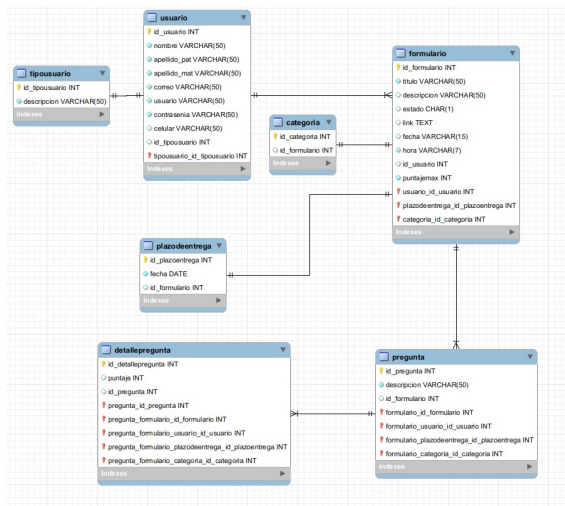 usuario
id_usuario INT
nombre VARCHAR(50)
apellido_pat VARCHAR(50)
apellido_mat VARCHAR(50)
correo VARCHAR(50)
usuario VARCHAR(50)
contrasenia VARCHAR(50)
celular VARCHAR(50)
id_tipousuario INT
tipousuario_id_tipousuario INT
Indexes
tipousuario
id_tipousuario INT
descripcion VARCHAR(50)
Indexes
formulario
id_formulario INT
titulo VARCHAR(50)
descripcion VARCHAR(50)
estado CHAR(1)
link TEXT
fecha VARCHAR(15)
hora VARCHAR(7)
id_usuario INT
puntajemax INT
usuario_id_usuario INT
plazodeentrega_id_plazoentrega INT
categoria_id_categoria INT
Indexes
categoria
id_categoria INT
id_formulario INT
Indexes
plazodeentrega
id_plazoentrega INT
fecha DATE
id_formulario INT
Indexes
detallepregunta
id_detallepregunta INT
puntaje INT
id_pregunta INT
pregunta_id_pregunta INT
pregunta_formulario_id_formulario INT
pregunta_formulario_usuario_id_usuario INT
pregunta_formulario_plazodeentrega_id_plazoentrega INT
pregunta_formulario_categoria_id_categoria INT
Indexes
pregunta
id_pregunta INT
descripcion VARCHAR(50)
id_formulario INT
formulario_id_formulario INT
formulario_usuario_id_usuario INT
formulario_plazodeentrega_id_plazoentrega INT
formulario_categoria_id_categoria INT
Indexes